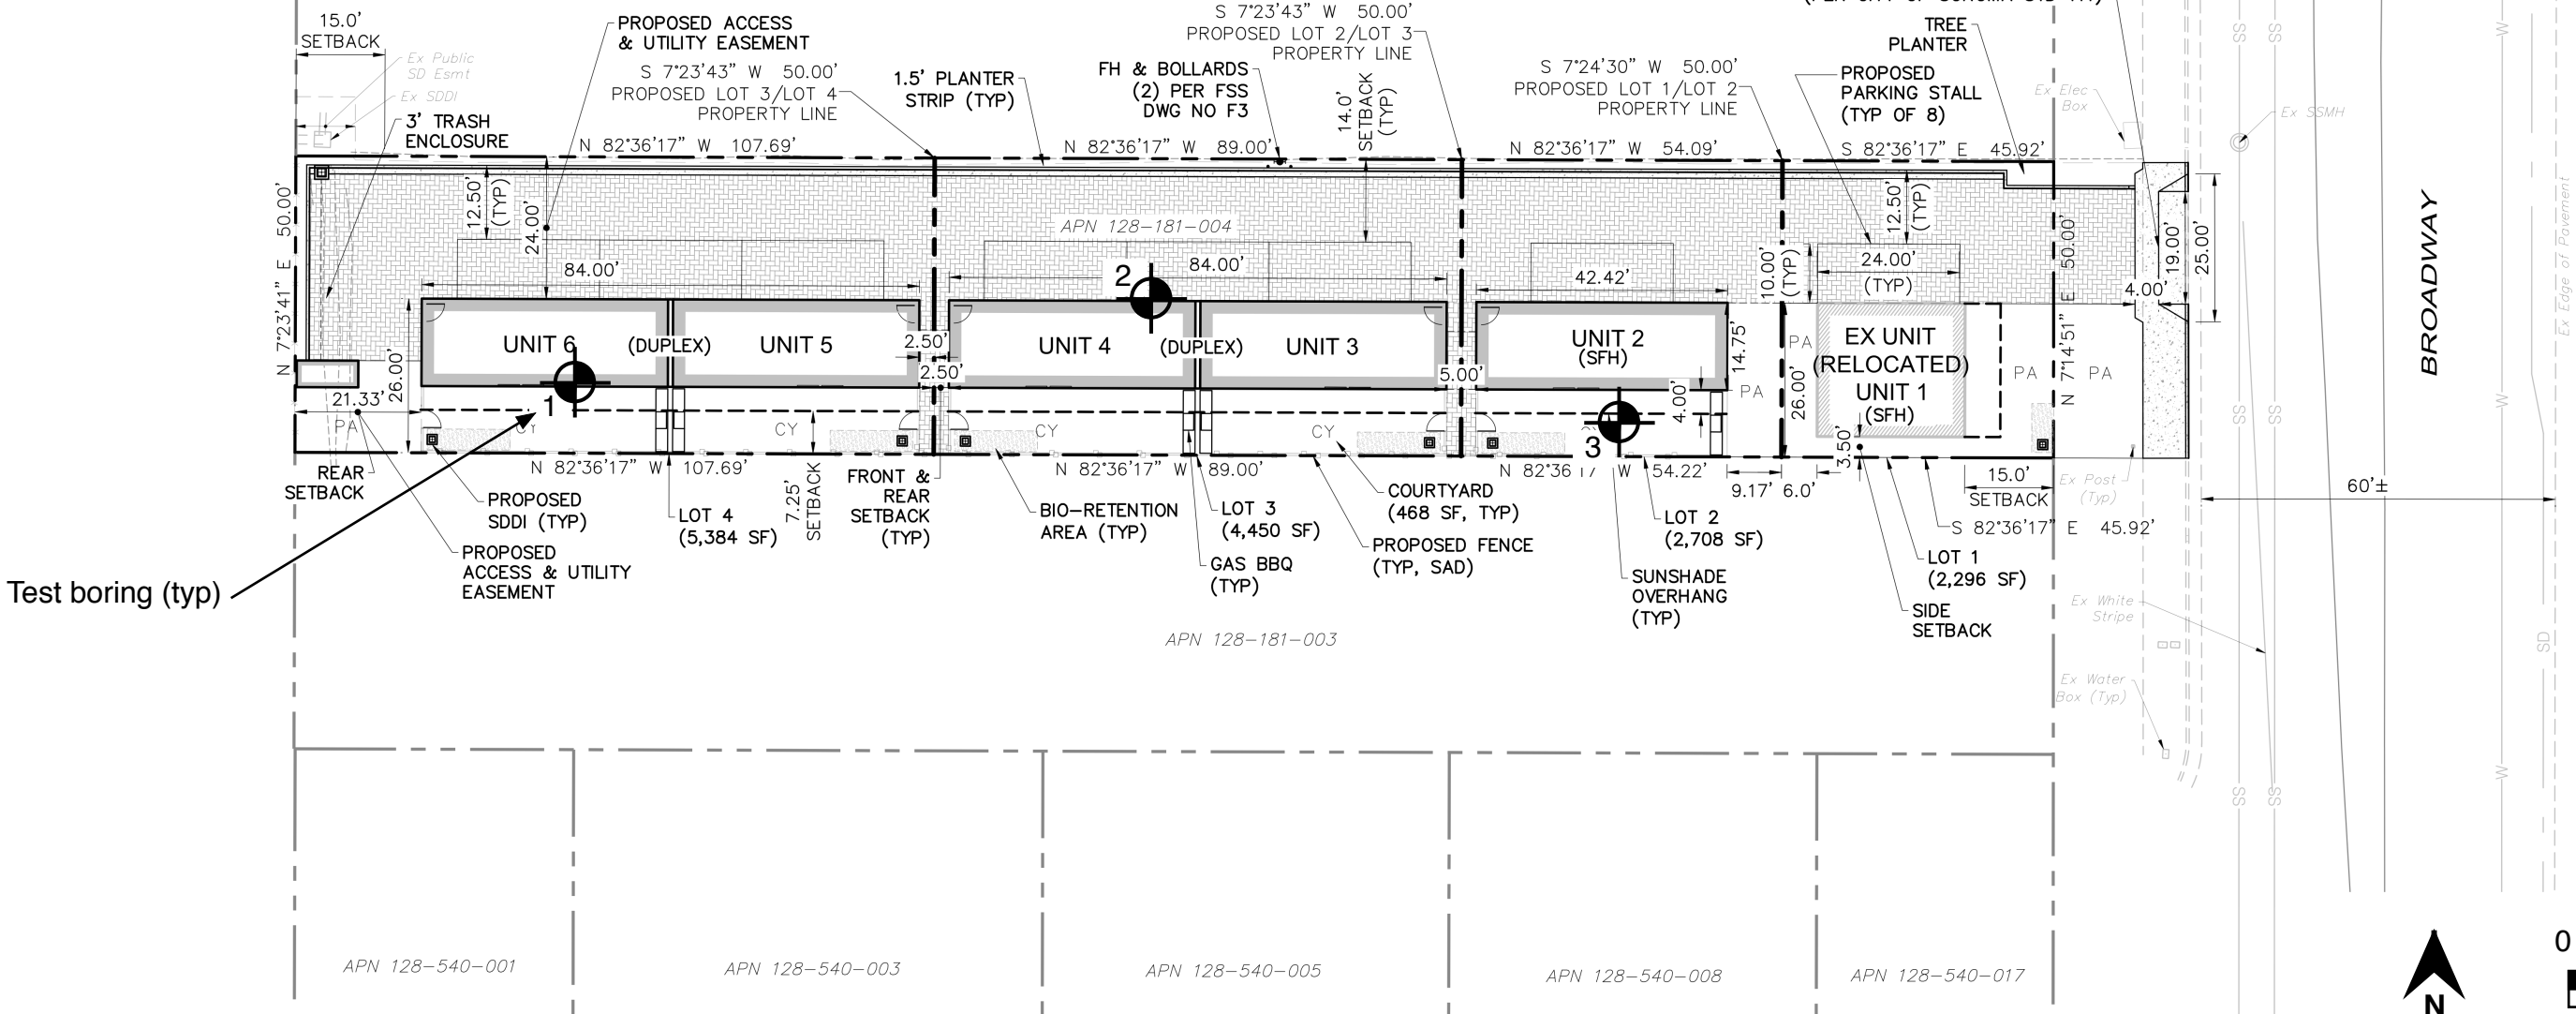 15.0'
SETBACK
Ex Public
SD Esmt
Ex SDDI
3' TRASH
ENCLOSURE
PROPOSED ACCESS
& UTILITY EASEMENT
S 7°23'43" W 50.00'
PROPOSED LOT 3/LOT 4
PROPERTY LINE
1.5' PLANTER
STRIP (TYP)
S 7°23'43" W 50.00'
PROPOSED LOT 2/LOT 3
PROPERTY LINE
FH & BOLLARDS
(2) PER FSS
DWG NO F3
14.0'
SETBACK
(TYP)
S 7°24'30" W 50.00'
PROPOSED LOT 1/LOT 2
PROPERTY LINE
TREE
PLANTER
PROPOSED
PARKING STALL
(TYP OF 8)
Ex Elec
Box
Ex SSMH
N 82°36'17" W 107.69'
N 82°36'17" W 89.00'
N 82°36'17" W 54.09'
S 82°36'17" E 45.92'
N 7°23'41" E 50.00'
12.50'
(TYP)
24.00'
APN 128-181-004
84.00'
84.00'
42.42'
10.00'
(TYP)
12.50'
(TYP)
24.00'
(TYP)
N 7°14'51" E 50.00'
4.00'
19.00'
25.00'
BROADWAY
Ex Edge of Pavement
UNIT 6
(DUPLEX)
UNIT 5
2.50'
2.50'
2
UNIT 4
(DUPLEX)
UNIT 3
5.00'
UNIT 2
(SFH)
14.75'
4.00'
PA
PA
26.00'
EX UNIT
(RELOCATED)
UNIT 1
(SFH)
PA
PA
26.00'
21.33'
PA
1
CY
CY
CY
CY
3
3.50'
REAR
SETBACK
N 82°36'17" W 107.69'
N 82°36'17" W 89.00'
N 82°36 W 54.22'
9.17'
6.0'
15.0'
SETBACK
S 82°36'17" E 45.92'
Ex Post
(Typ)
60'±
PROPOSED
SDDI (TYP)
LOT 4
(5,384 SF)
7.25'
SETBACK
FRONT &
REAR
SETBACK
(TYP)
BIO-RETENTION
AREA (TYP)
LOT 3
(4,450 SF)
GAS BBQ
(TYP)
COURTYARD
(468 SF, TYP)
PROPOSED FENCE
(TYP, SAD)
LOT 2
(2,708 SF)
SUNSHADE
OVERHANG
(TYP)
LOT 1
(2,296 SF)
SIDE
SETBACK
PROPOSED
ACCESS & UTILITY
EASEMENT
Test boring (typ)
APN 128-181-003
Ex White
Stripe
Ex Water
Box (Typ)
SS
SS
SS
SS
SS
SS
W
W
W
SD
APN 128-540-001
APN 128-540-003
APN 128-540-005
APN 128-540-008
APN 128-540-017
N
0